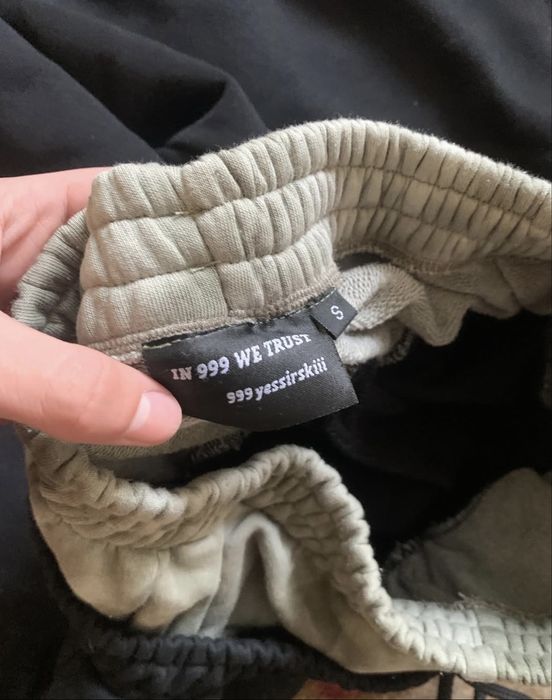 S
IN 999 WE TRUST
999 yessirskiii